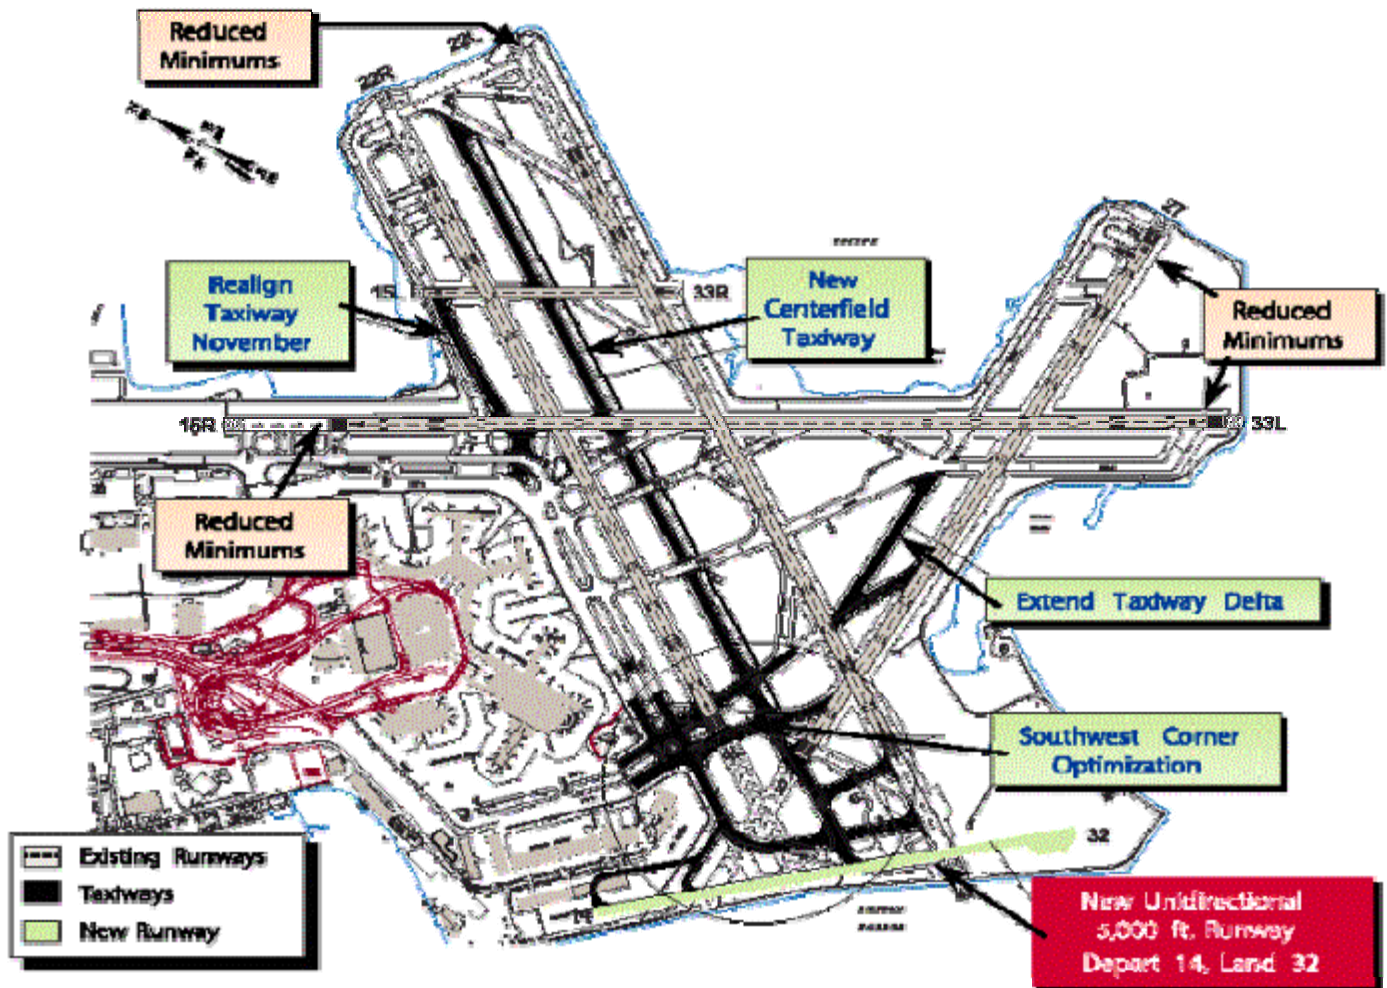 Reduced
Minimums
22L
22R
27
Realign
Taxiway
November
New
Centerfield
Taxiway
15L
33R
Reduced
Minimums
15R
33L
Reduced
Minimums
Extend Taxiway Delta
Southwest Corner
Optimization
32
14
Existing Runways
Taxiways
New Runway
New Unidirectional
5,000 ft. Runway
Depart 14, Land 32